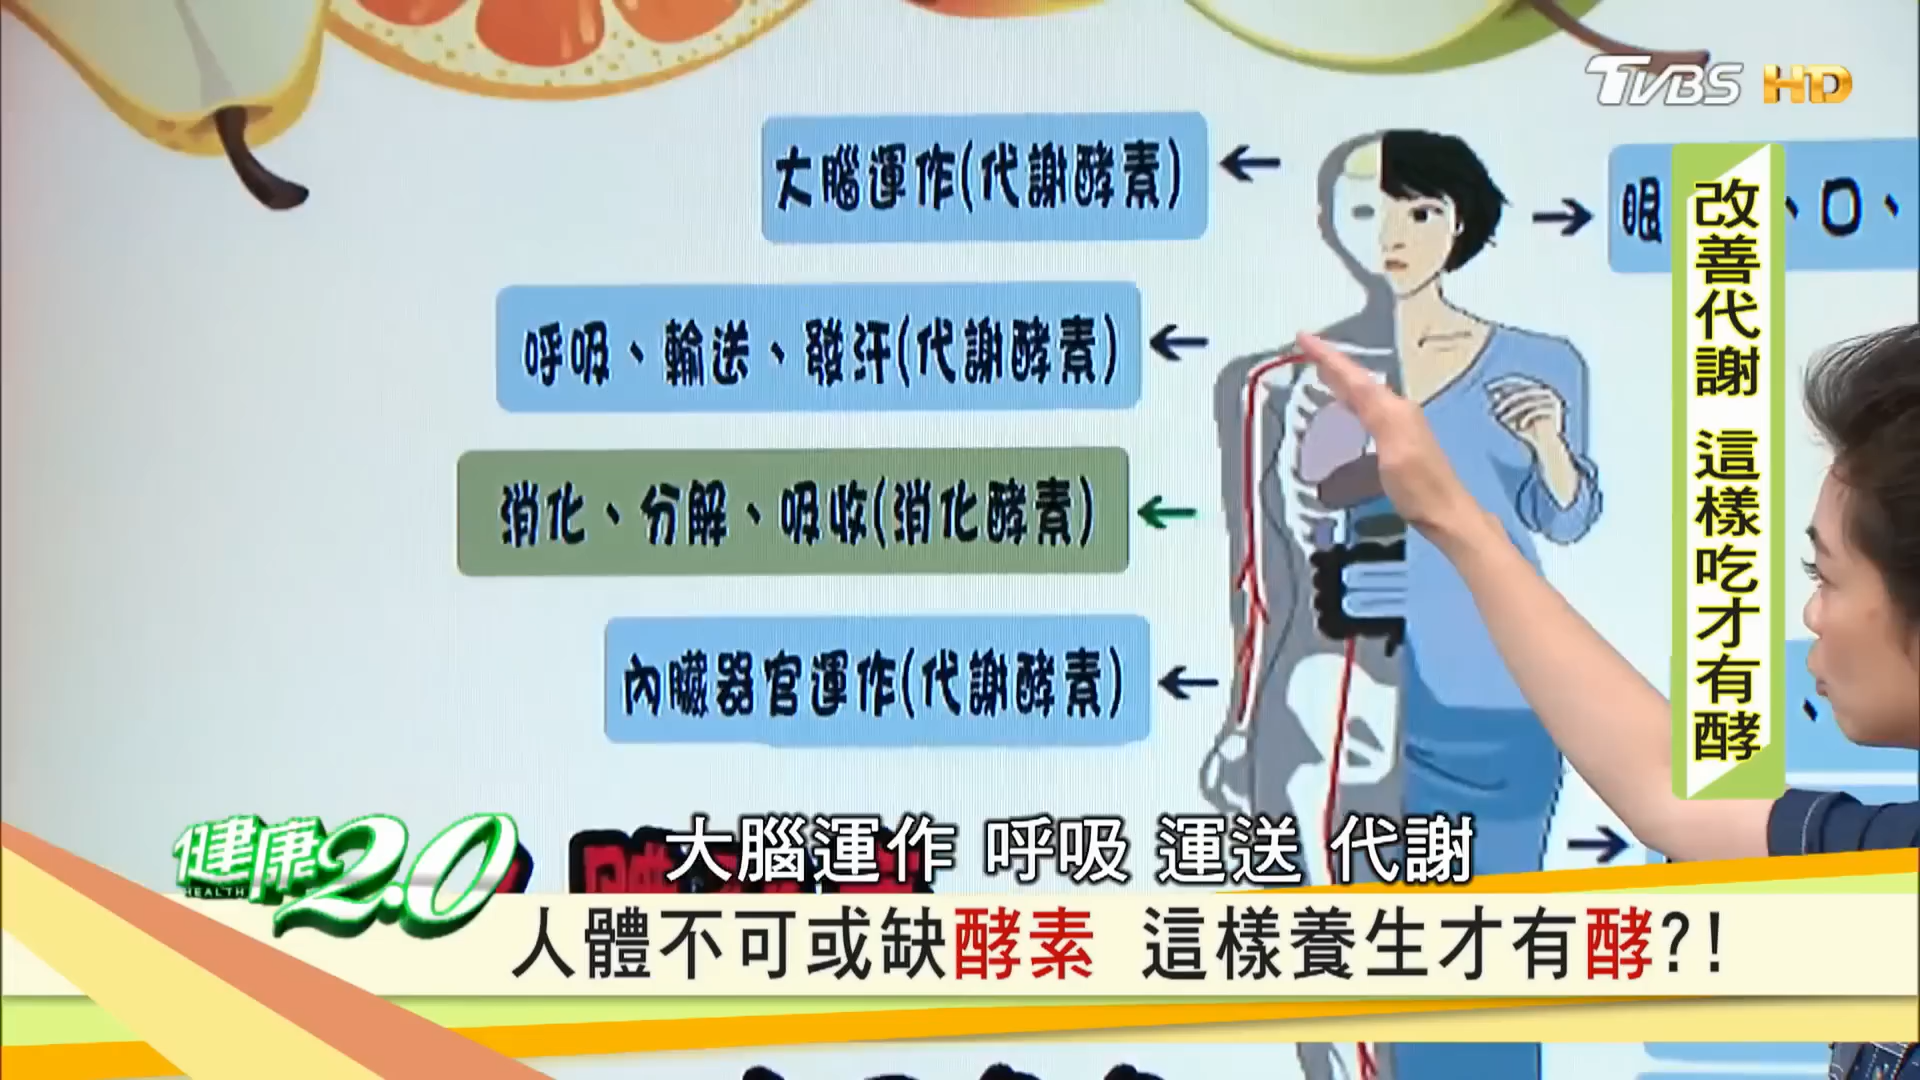 TVBS HD
大腦運作(代謝酵素)
眼、口、
呼吸、輸送、發汗(代謝酵素)
消化、分解、吸收(消化酵素)
內臟器官運作(代謝酵素)
改善代謝 這樣吃才有酵
大腦運作 呼吸 運送 代謝
健康2.0
HEALTH
人體不可或缺酵素 這樣養生才有酵?!